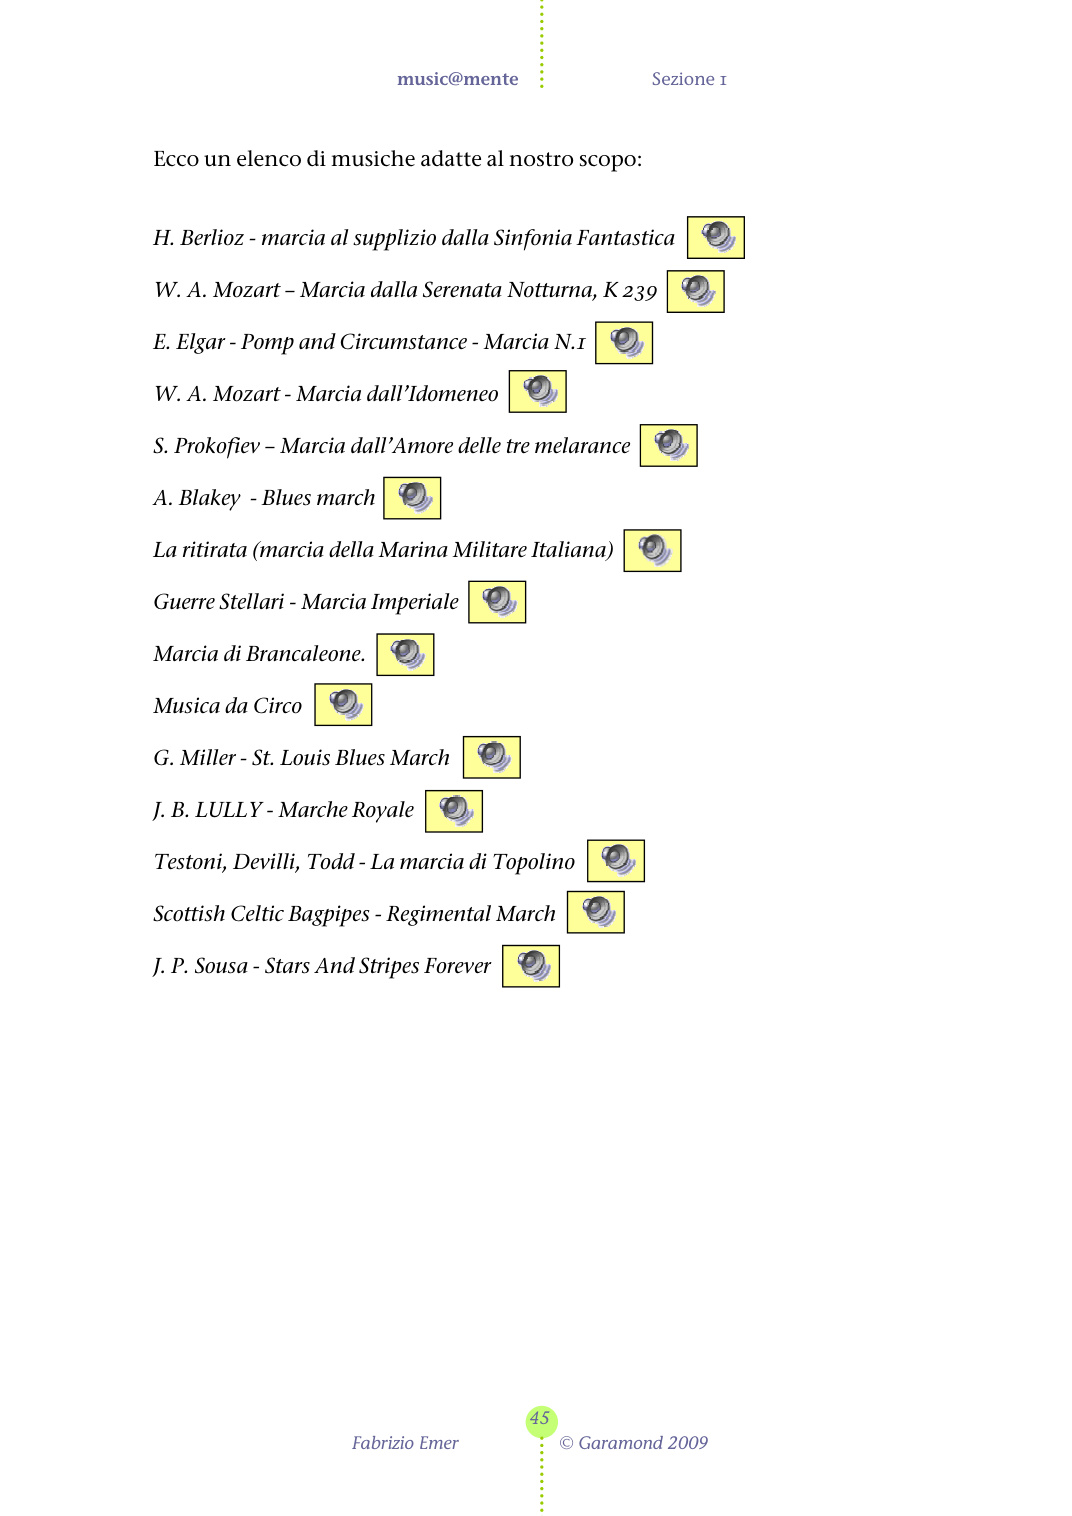 music@mente Sezione 1
Ecco un elenco di musiche adatte al nostro scopo:
H. Berlioz - marcia al supplizio dalla Sinfonia Fantastica
W. A. Mozart – Marcia dalla Serenata Notturna, K 239
E. Elgar - Pomp and Circumstance - Marcia N.1
W. A. Mozart - Marcia dall’Idomeneo
S. Prokofiev – Marcia dall’Amore delle tre melarance
A. Blakey - Blues march
La ritirata (marcia della Marina Militare Italiana)
Guerre Stellari - Marcia Imperiale
Marcia di Brancaleone.
Musica da Circo
G. Miller - St. Louis Blues March
J. B. LULLY - Marche Royale
Testoni, Devilli, Todd - La marcia di Topolino
Scottish Celtic Bagpipes - Regimental March
J. P. Sousa - Stars And Stripes Forever
45
Fabrizio Emer © Garamond 2009